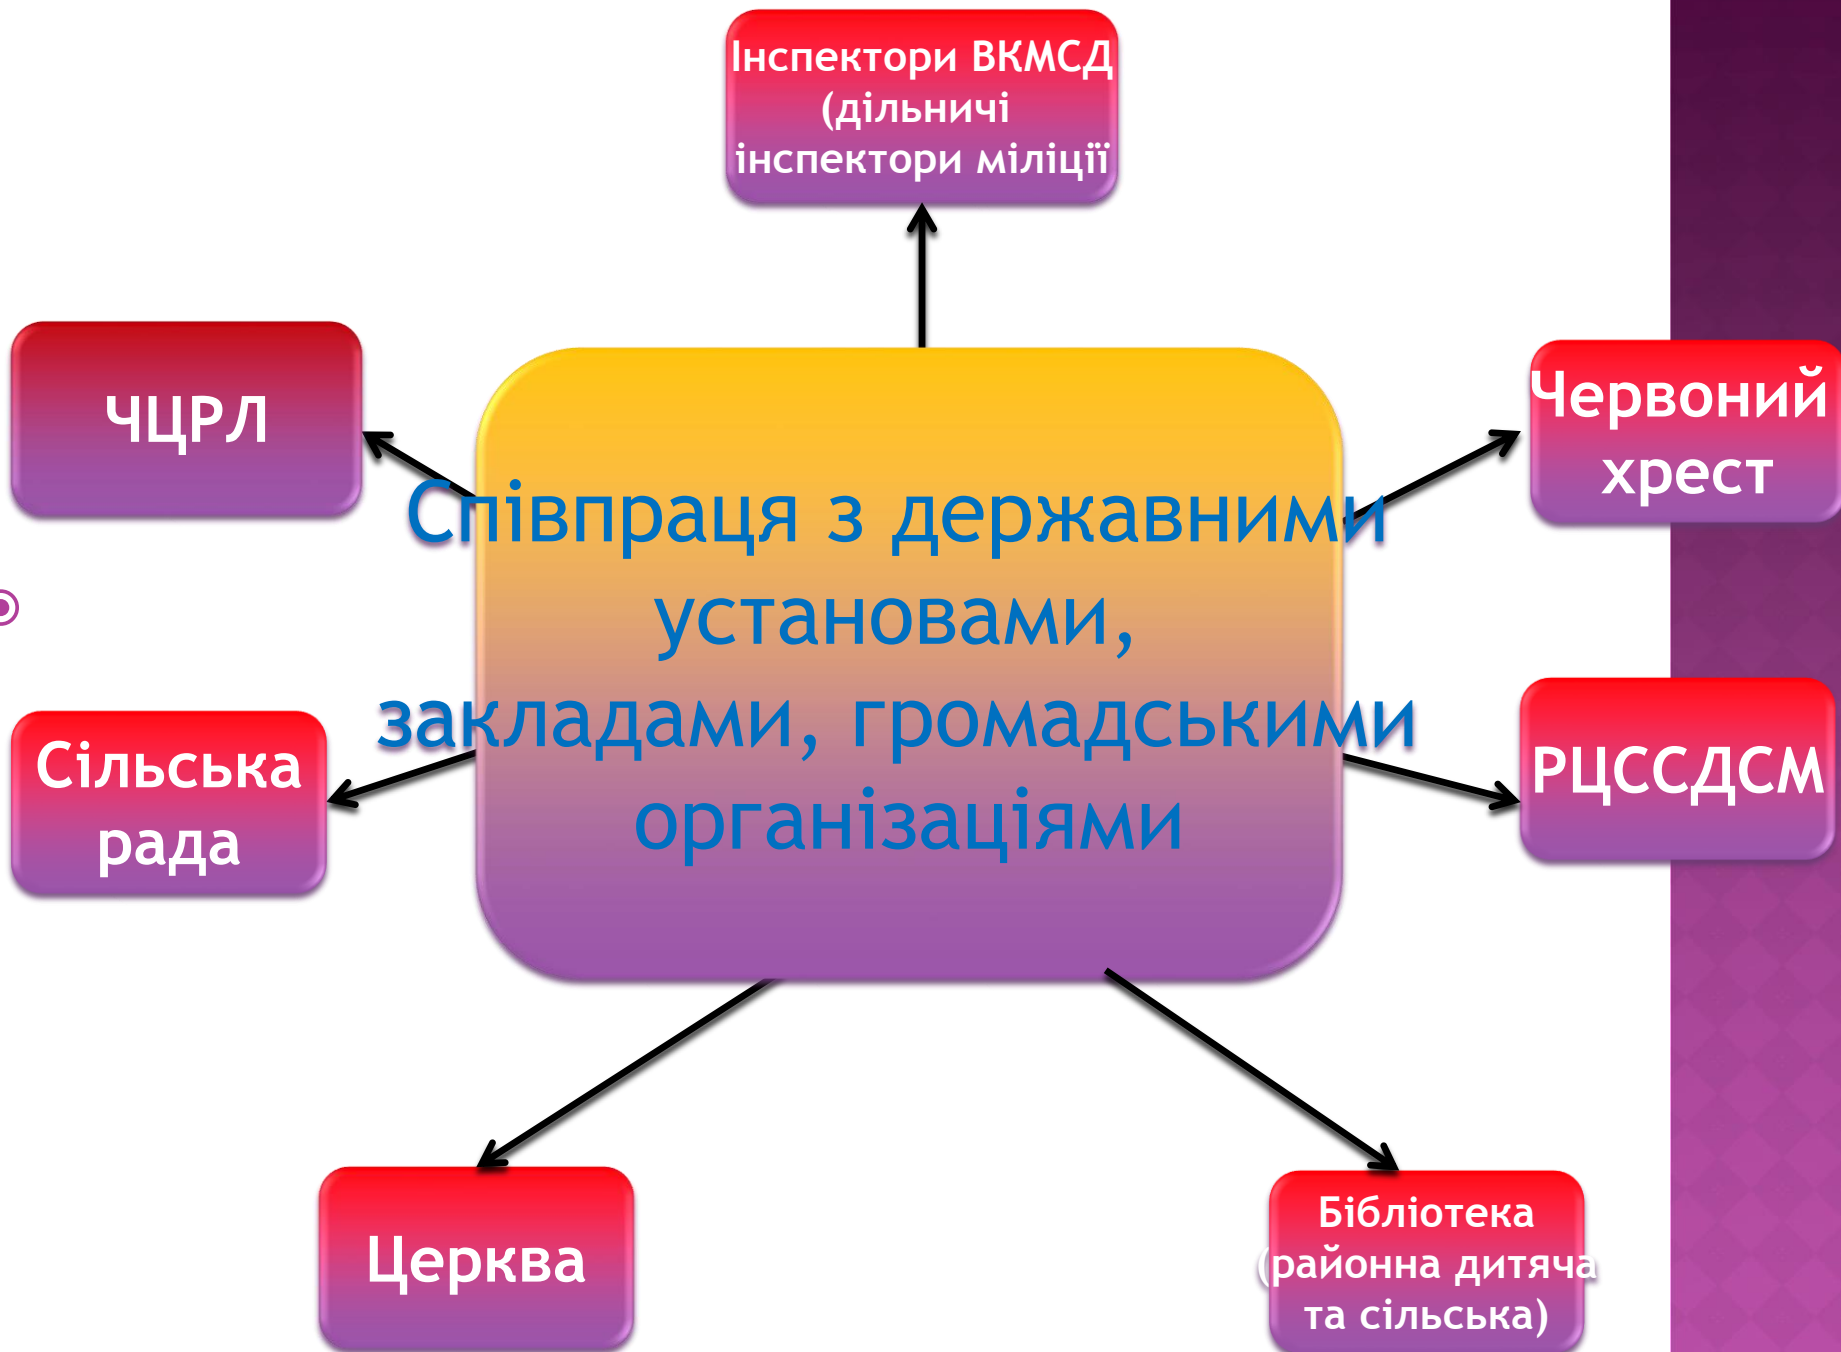 Інспектори ВКМСД
(дільничі
інспектори міліції
ЧЦРЛ
Червоний
хрест
Співпраця з державними
установами,
закладами, громадськими
організаціями
Сільська
рада
РЦССДСМ
Церква
Бібліотека
(районна дитяча
та сільська)